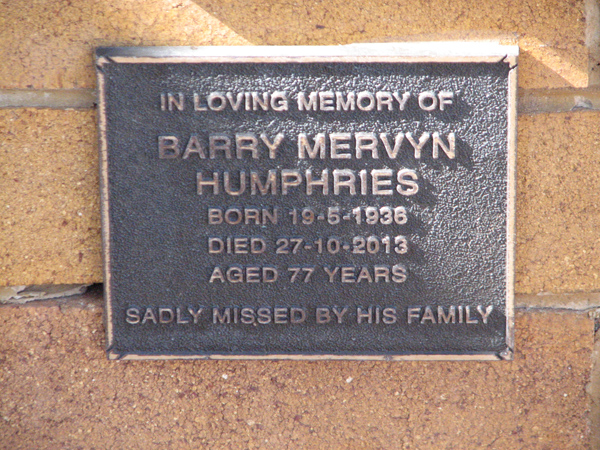 IN LOVING MEMORY OF
BARRY MERVYN
HUMPHRIES
BORN 19-5-1936
DIED 27-10-2013
AGED 77 YEARS
SADLY MISSED BY HIS FAMILY